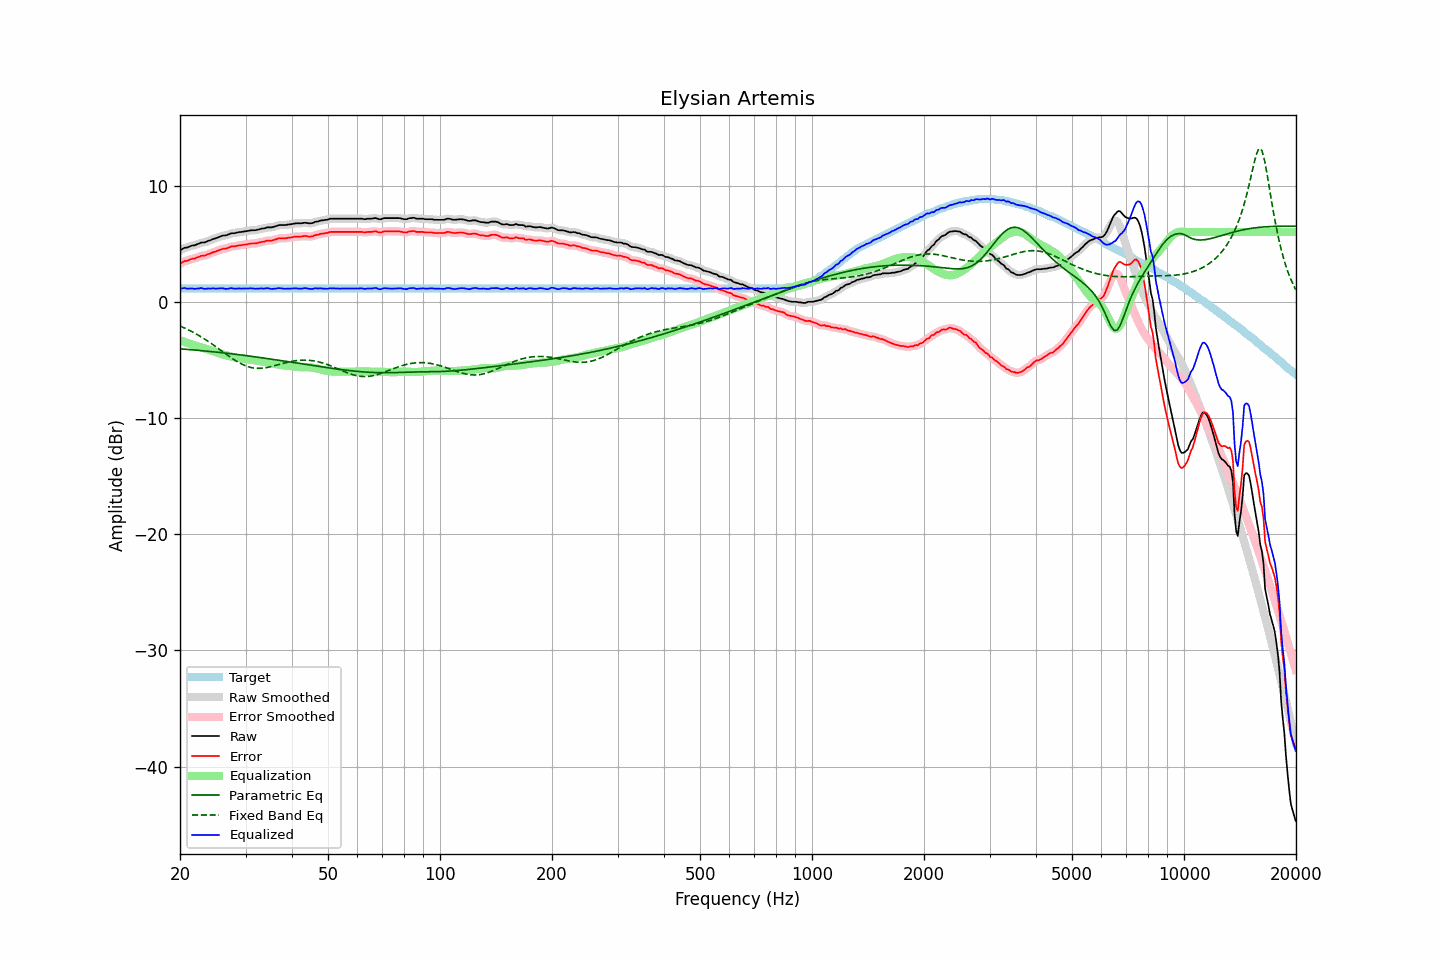 Elysian Artemis
Amplitude (dBr)
10
0
−10
−20
−30
−40
Target
Raw Smoothed
Error Smoothed
Raw
Error
Equalization
Parametric Eq
Fixed Band Eq
Equalized
20 50 100 200 500 1000 2000 5000 10000 20000
Frequency (Hz)